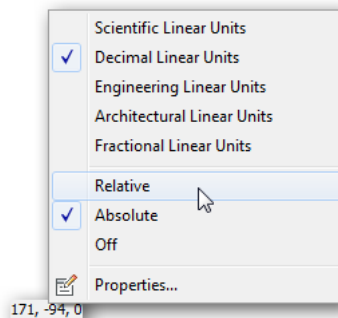 Scientific Linear Units
Decimal Linear Units
Engineering Linear Units
Architectural Linear Units
Fractional Linear Units
Relative
Absolute
Off
Properties...
171, -94, 0